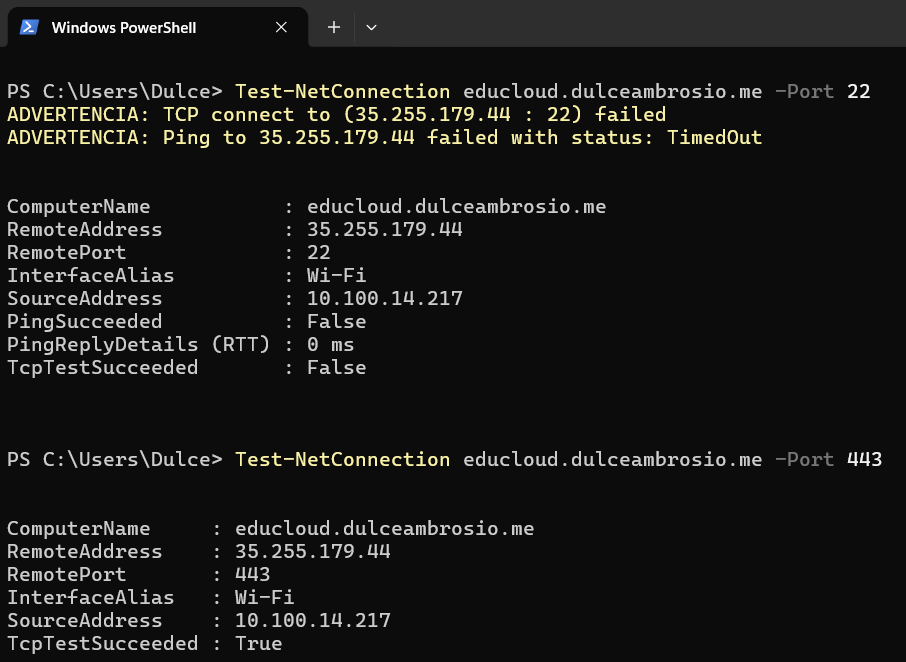 Windows PowerShell
PS C:\Users\Dulce> Test-NetConnection educloud.dulceambrosio.me -Port 22
ADVERTENCIA: TCP connect to (35.255.179.44 : 22) failed
ADVERTENCIA: Ping to 35.255.179.44 failed with status: TimedOut
ComputerName           : educloud.dulceambrosio.me
RemoteAddress          : 35.255.179.44
RemotePort             : 22
InterfaceAlias         : Wi-Fi
SourceAddress          : 10.100.14.217
PingSucceeded          : False
PingReplyDetails (RTT) : 0 ms
TcpTestSucceeded       : False
PS C:\Users\Dulce> Test-NetConnection educloud.dulceambrosio.me -Port 443
ComputerName     : educloud.dulceambrosio.me
RemoteAddress    : 35.255.179.44
RemotePort       : 443
InterfaceAlias   : Wi-Fi
SourceAddress    : 10.100.14.217
TcpTestSucceeded : True